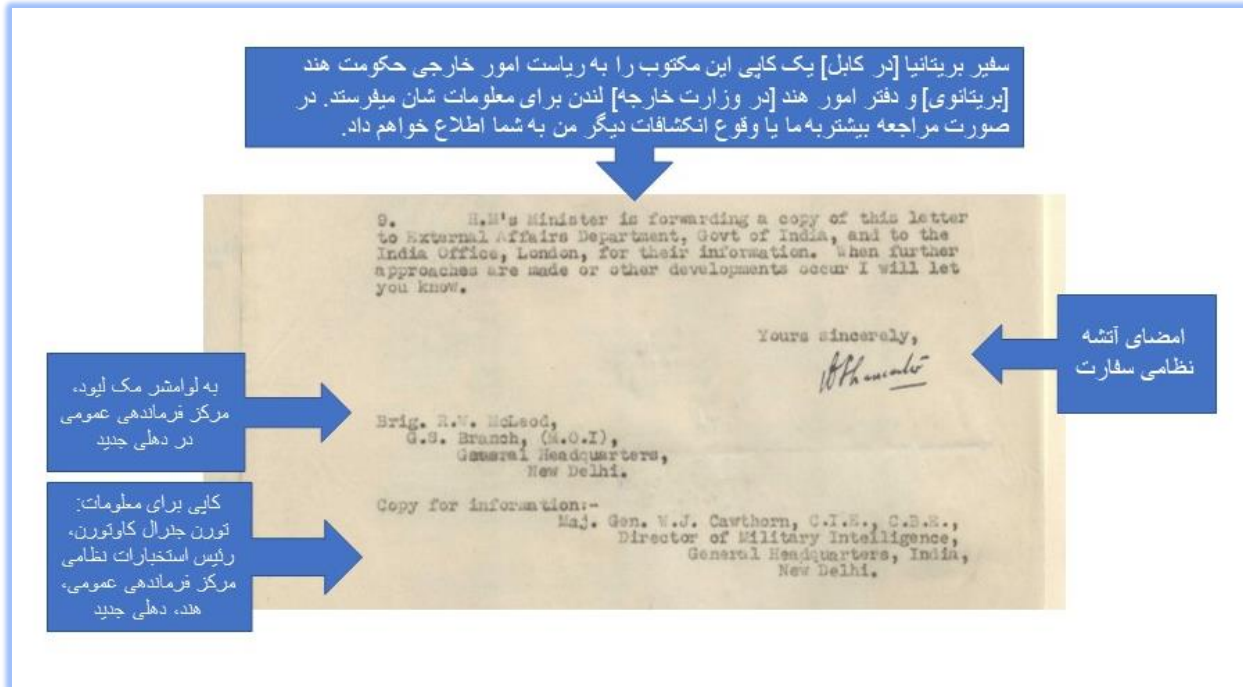 سفیر بریتانیا [در کابل] یک کاپی این مکتوب را به ریاست امور خارجی حکومت هند
[بریتانوی] و دفتر امور هند [در وزارت خارجه] لندن برای معلومات شان میفرستد. در
صورت مراجعه بیشتربه ما یا وقوع انکشافات دیگر من به شما اطلاع خواهم داد.
9. H.M's Minister is forwarding a copy of this letter
to External Affairs Department, Govt of India, and to the
India Office, London, for their information. When further
approaches are made or other developments occur I will let
you know.
Yours sincerely,
امضای آتشه
نظامی سفارت
به لوامشر مک لیود،
مرکز فرماندهی عمومی
در دهلی جدید
Brig. R.W. McLeod,
G.S. Branch, (M.O.I),
General Headquarters,
New Delhi.
کاپی برای معلومات:
تورن جنرال کاوتورن،
رئیس استخبارات نظامی
مرکز فرماندهی عمومی،
هند، دهلی جدید
Copy for information:-
Maj. Gen. W.J. Cawthorn, C.I.E., C.B.E.,
Director of Military Intelligence,
General Headquarters, India,
New Delhi.